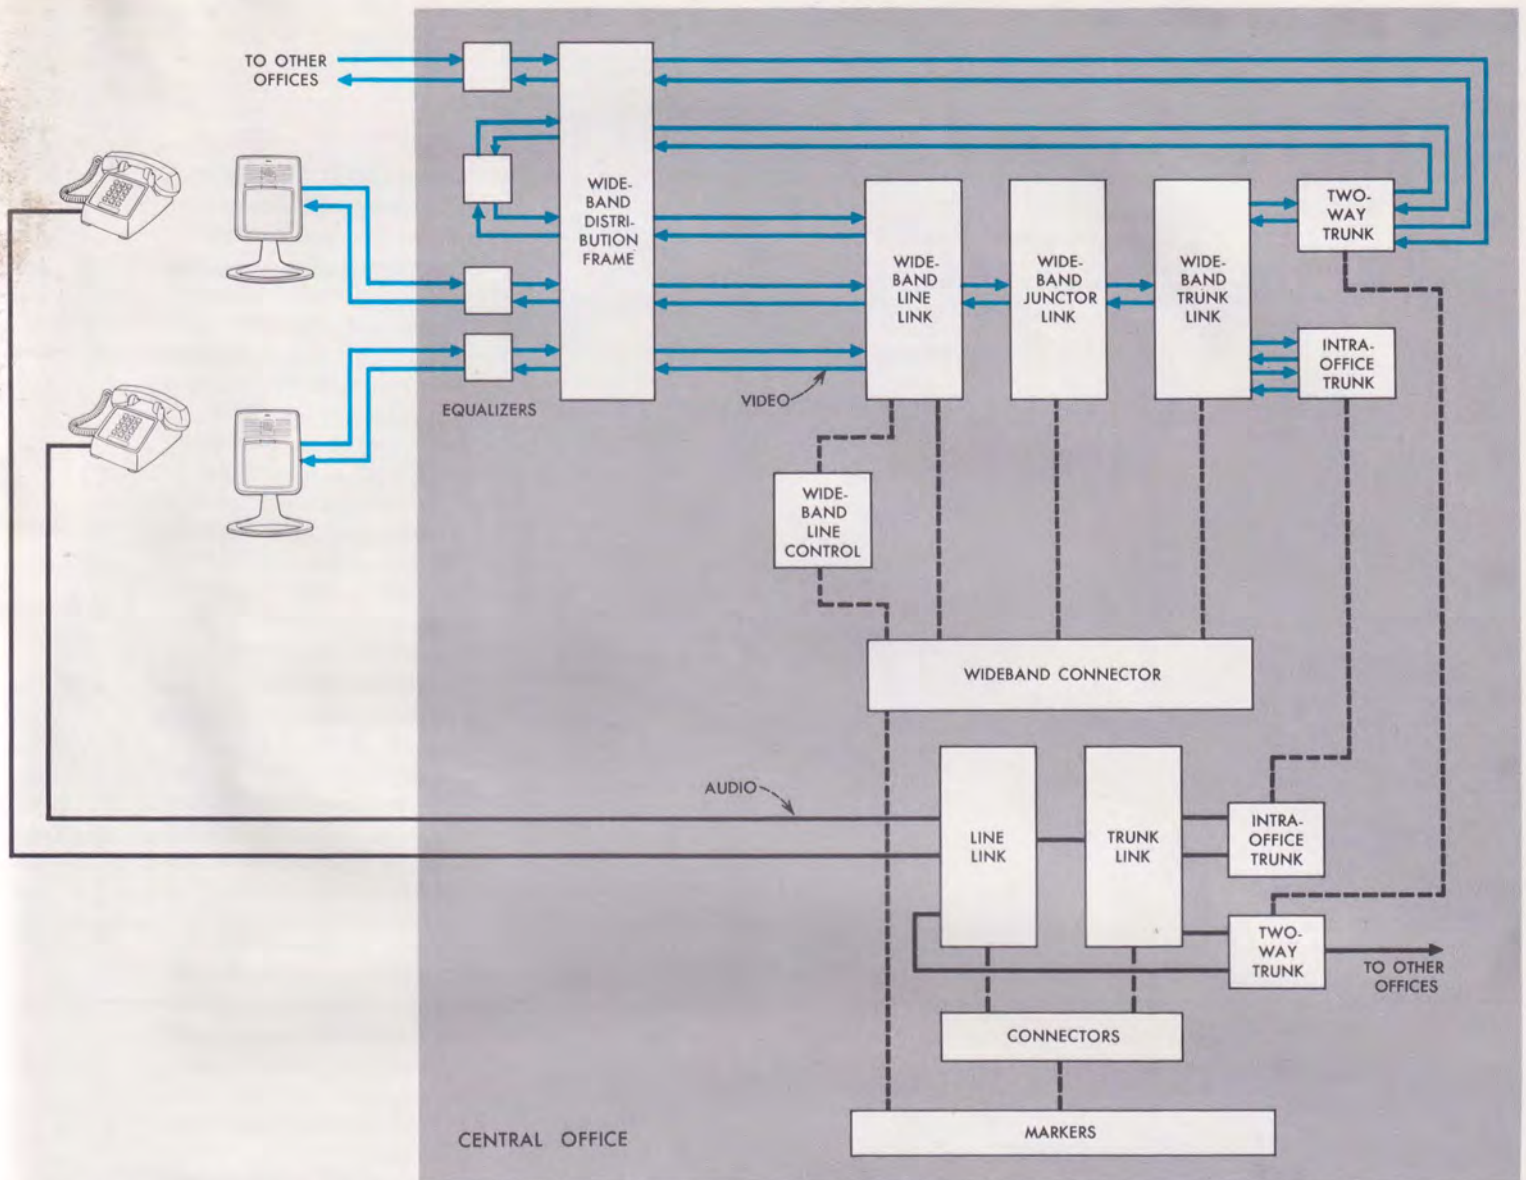 TO OTHER
OFFICES
WIDE-
BAND
DISTRI-
BUTION
FRAME
EQUALIZERS
VIDEO
WIDE-
BAND
LINE
LINK
WIDE-
BAND
JUNCTOR
LINK
WIDE-
BAND
TRUNK
LINK
TWO-
WAY
TRUNK
INTRA-
OFFICE
TRUNK
WIDE-
BAND
LINE
CONTROL
WIDEBAND CONNECTOR
AUDIO
LINE
LINK
TRUNK
LINK
INTRA-
OFFICE
TRUNK
TWO-
WAY
TRUNK
TO OTHER
OFFICES
CONNECTORS
MARKERS
CENTRAL OFFICE